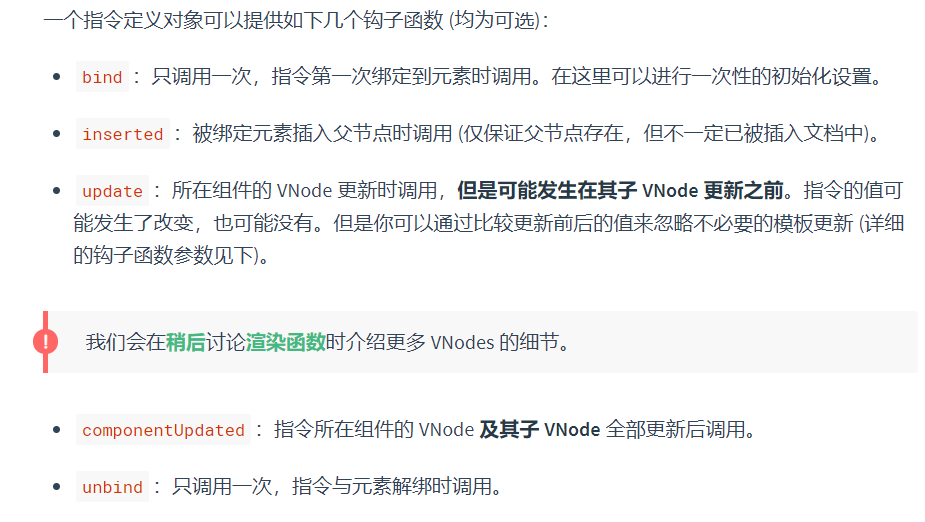 一个指令定义对象可以提供如下几个钩子函数 (均为可选)：
bind：只调用一次，指令第一次绑定到元素时调用。在这里可以进行一次性的初始化设置。
inserted：被绑定元素插入父节点时调用 (仅保证父节点存在，但不一定已被插入文档中)。
update：所在组件的 VNode 更新时调用，但是可能发生在其子 VNode 更新之前。指令的值可
能发生了改变，也可能没有。但是你可以通过比较更新前后的值来忽略不必要的模板更新 (详细
的钩子函数参数见下)。
! 我们会在稍后讨论渲染函数时介绍更多 VNodes 的细节。
componentUpdated：指令所在组件的 VNode 及其子 VNode 全部更新后调用。
unbind：只调用一次，指令与元素解绑时调用。